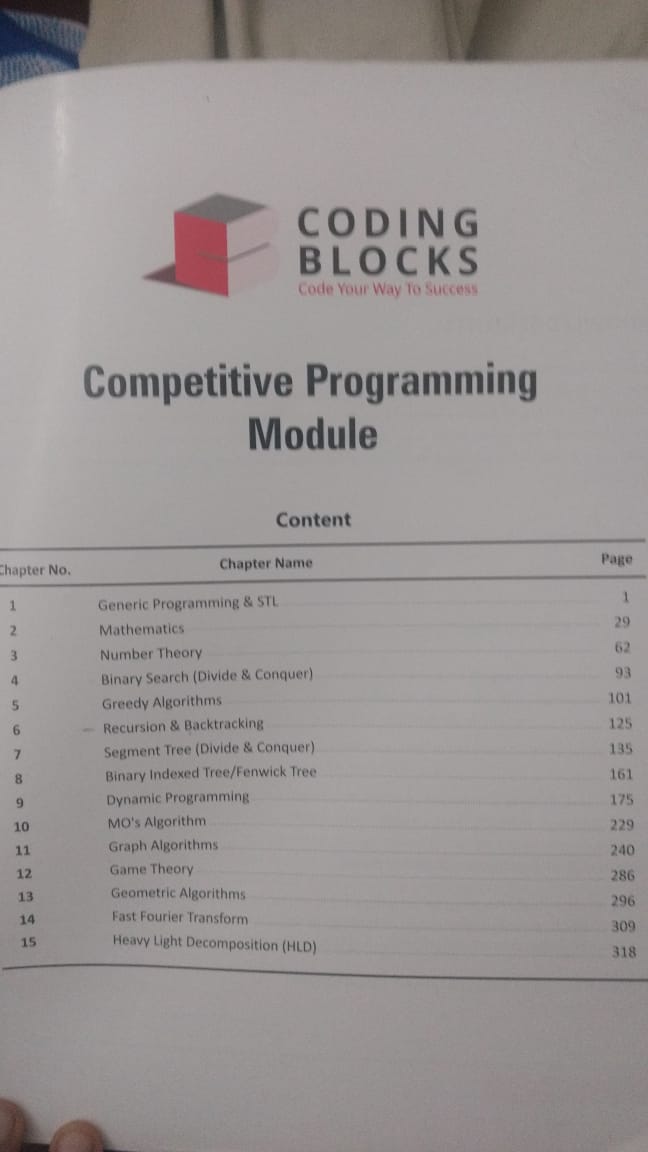 CODING
BLOCKS
Code Your Way To Success
Competitive Programming
Module
Content
Chapter No. Chapter Name Page
1 Generic Programming & STL 1
2 Mathematics 29
3 Number Theory 62
4 Binary Search (Divide & Conquer) 93
5 Greedy Algorithms 101
6 Recursion & Backtracking 125
7 Segment Tree (Divide & Conquer) 135
8 Binary Indexed Tree/Fenwick Tree 161
9 Dynamic Programming 175
10 MO's Algorithm 229
11 Graph Algorithms 240
12 Game Theory 286
13 Geometric Algorithms 296
14 Fast Fourier Transform 309
15 Heavy Light Decomposition (HLD) 318